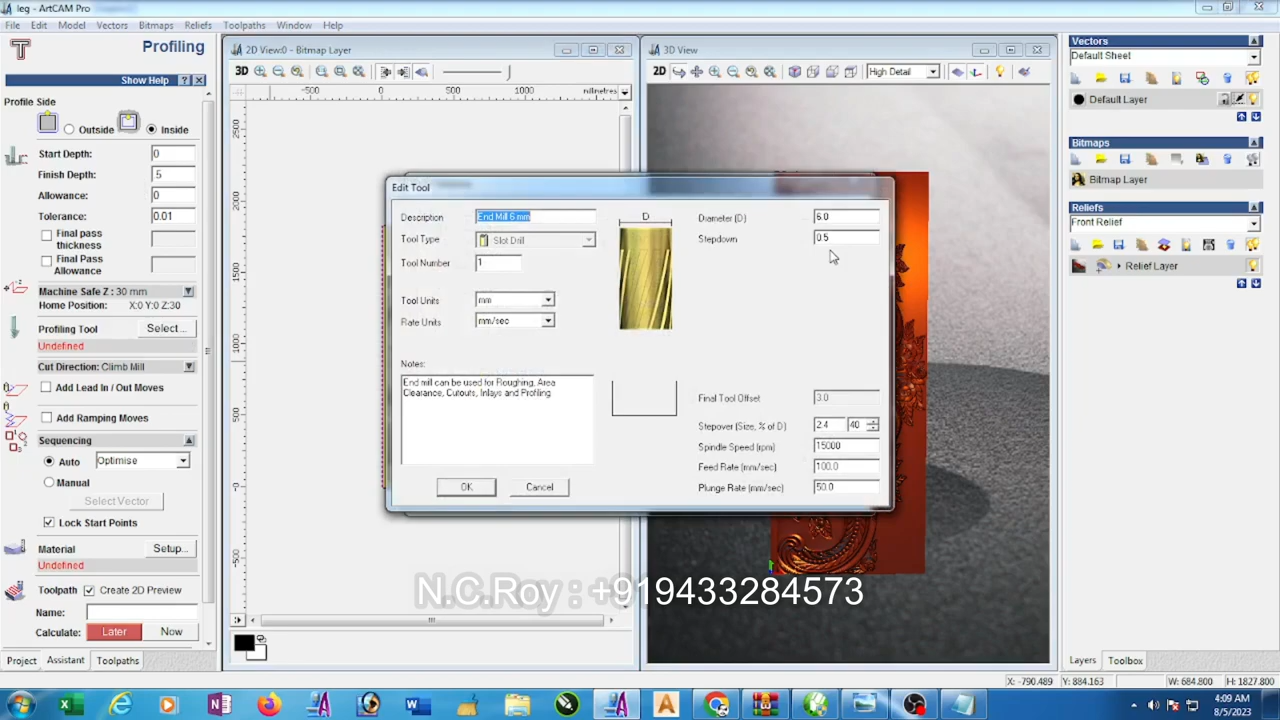 leg - ArtCAM Pro
File Edit Model Vectors Bitmaps Reliefs Toolpaths Window Help
Profiling
Show Help
Profile Side
Outside
Inside
Start Depth: 0
Finish Depth: 5
Allowance: 0
Tolerance: 0.01
Final pass
thickness
Final Pass
Allowance
Machine Safe Z : 30 mm
Home Position: X:0 Y:0 Z:30
Profiling Tool Select...
Undefined
Cut Direction: Climb Mill
Add Lead In / Out Moves
Add Ramping Moves
Sequencing
Auto Optimise
Manual
Select Vector
Lock Start Points
Material Setup...
Undefined
Toolpath Create 2D Preview
Name:
Calculate: Later Now
Project Assistant Toolpaths
2D View:0 - Bitmap Layer
3D
-500 0 500 1000 millimetres
2500
2000
1500
1000
500
-0
-500
3D View
2D High Detail
Edit Tool
Description End Mill 6 mm
Tool Type Slot Drill
Tool Number 1
Tool Units mm
Rate Units mm/sec
Notes:
End mill can be used for Roughing, Area
Clearance, Cutouts, Inlays and Profiling
OK Cancel
D
Diameter (D) 6.0
Stepdown 0.5
Final Tool Offset 3.0
Stepover (Size, % of D) 2.4 40
Spindle Speed (rpm) 15000
Feed Rate (mm/sec) 100.0
Plunge Rate (mm/sec) 50.0
N.C.Roy : +919433284573
Vectors
Default Sheet
Default Layer
Bitmaps
Bitmap Layer
Reliefs
Front Relief
Relief Layer
Layers Toolbox
X: -790.489 Y: 884.163 W: 684.800 H: 1827.800
4:09 AM
8/5/2023